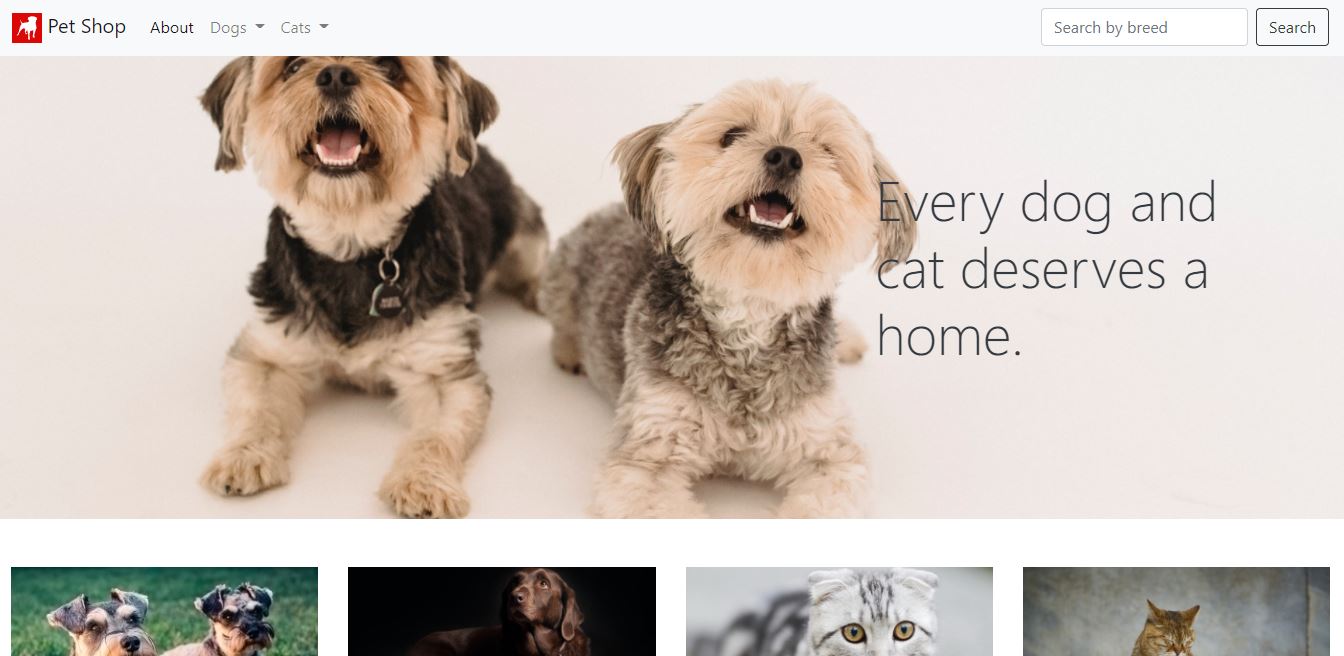 Pet Shop
About
Dogs
Cats
Search by breed
Search
Every dog and
cat deserves a
home.